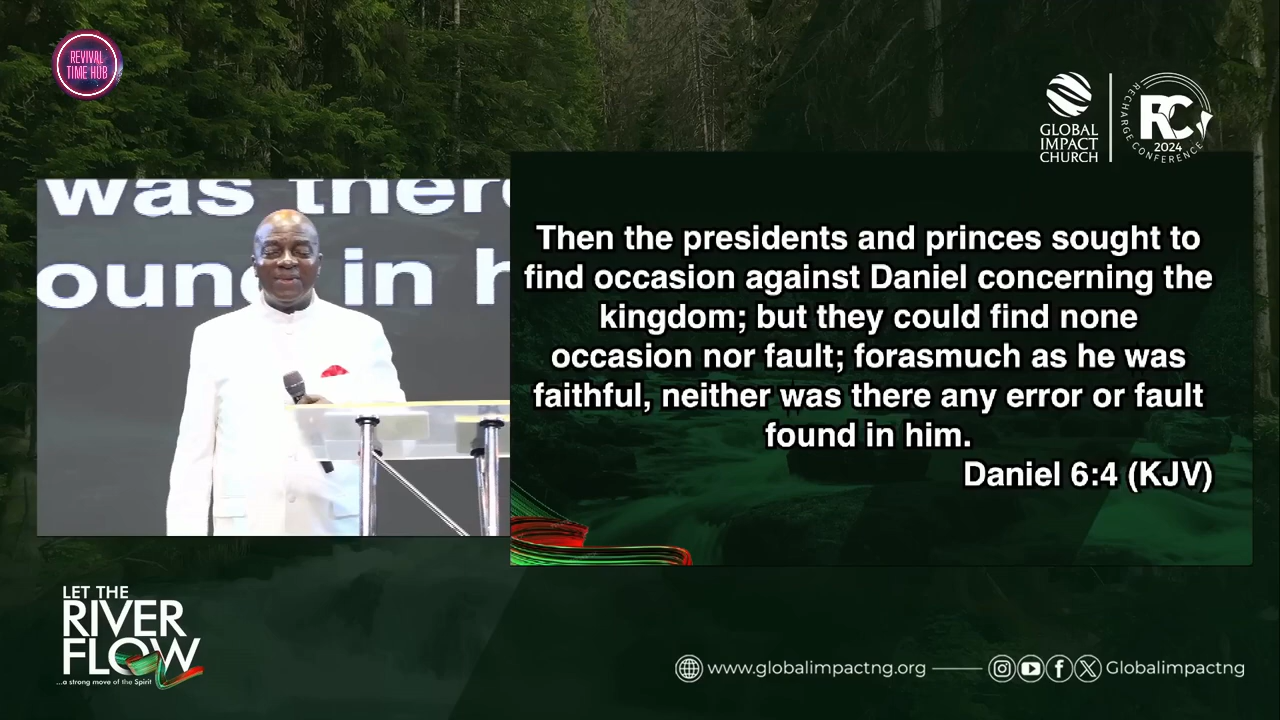 REVIVAL
TIME HUB
GLOBAL
IMPACT
CHURCH
RECHARGE CONFERENCE
RC
2024
was there
ound in h
Then the presidents and princes sought to
find occasion against Daniel concerning the
kingdom; but they could find none
occasion nor fault; forasmuch as he was
faithful, neither was there any error or fault
found in him.
Daniel 6:4 (KJV)
LET THE
RIVER
FLOW
...a strong move of the Spirit
www.globalimpactng.org
Globalimpactng